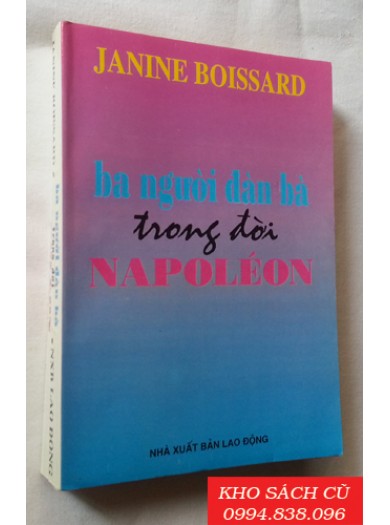 JANINE BOISSARD
ba người đàn bà
trong đời
NAPOLÉON
NHÀ XUẤT BẢN LAO ĐỘNG
KHO SÁCH CŨ
0994.838.096